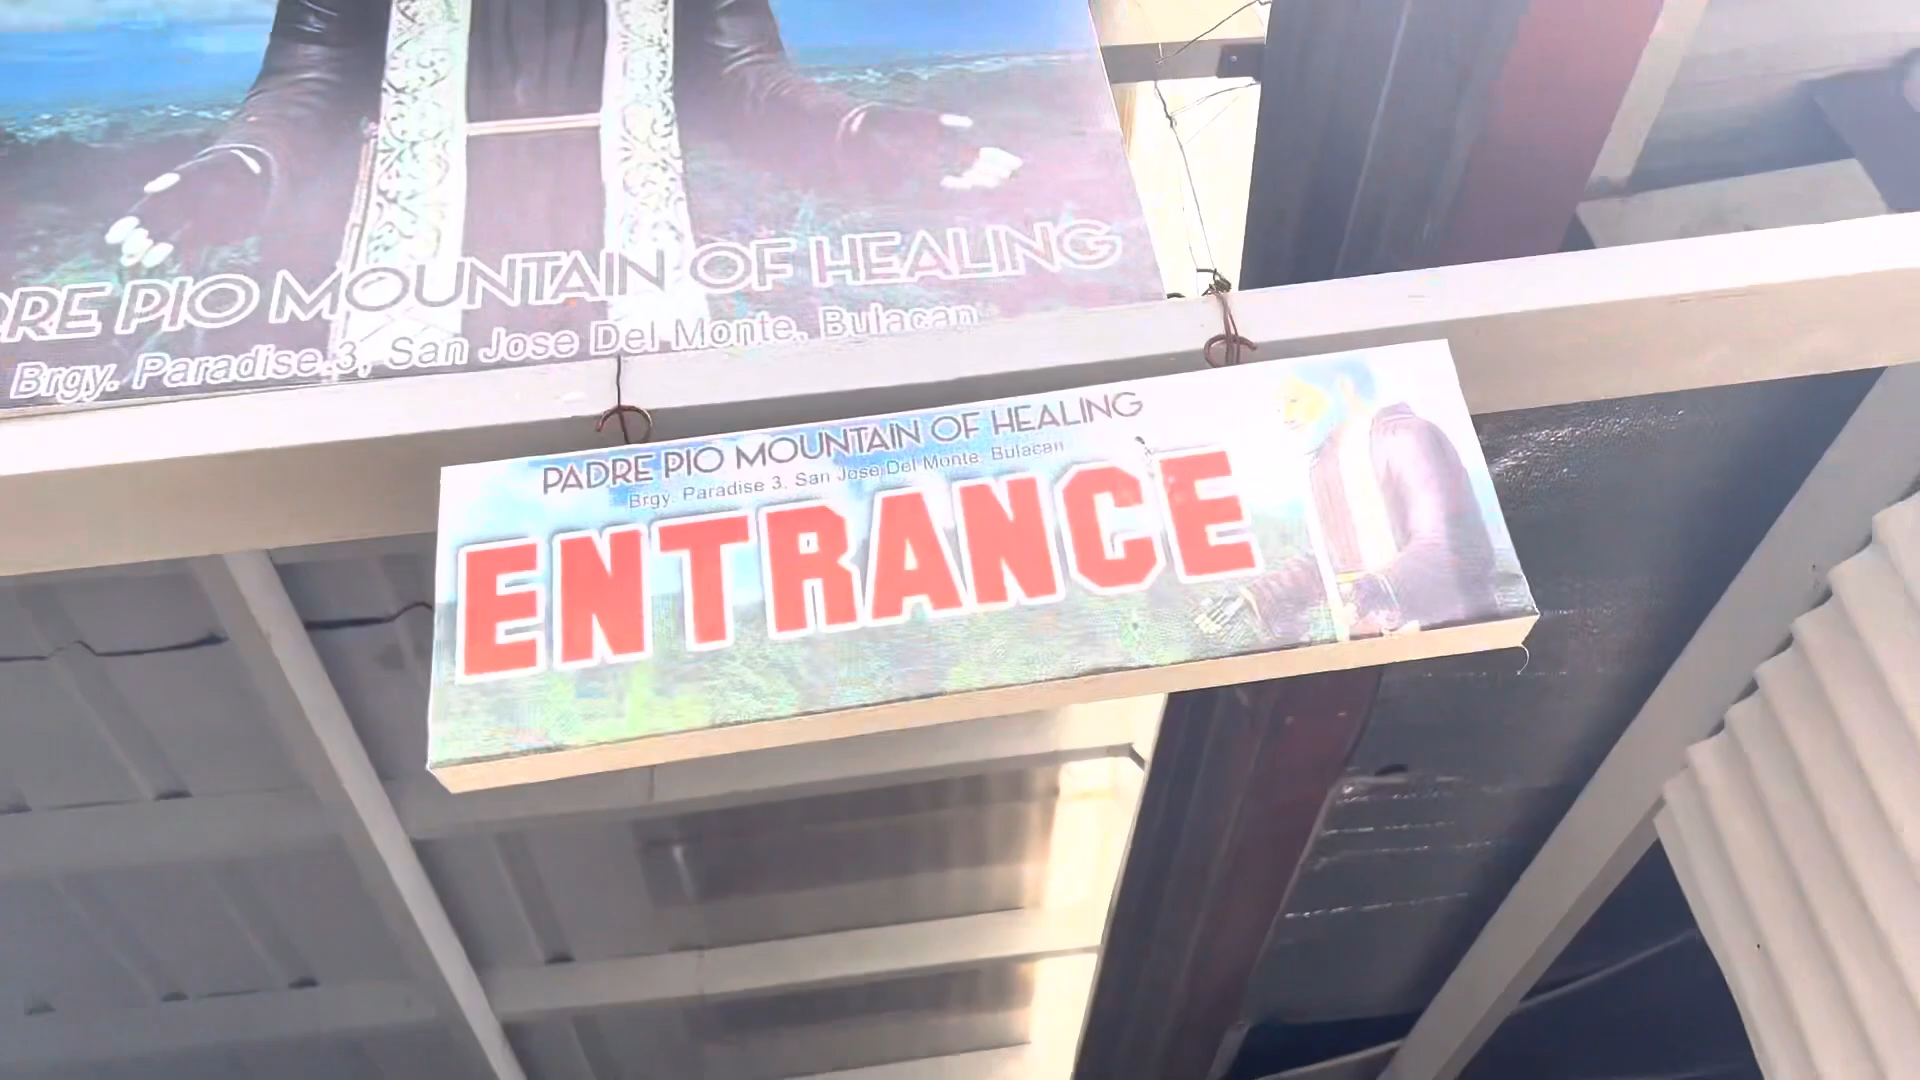 DRE PIO MOUNTAIN OF HEALING
Brgy. Paradise 3, San Jose Del Monte, Bulacan
PADRE PIO MOUNTAIN OF HEALING
Brgy. Paradise 3, San Jose Del Monte, Bulacan
ENTRANCE